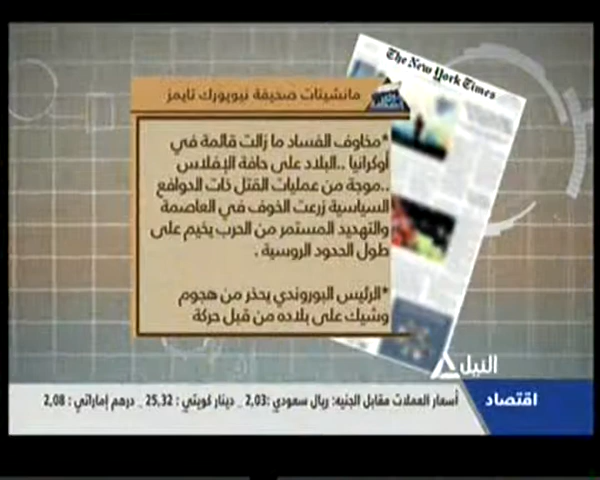 The New York Times
مانشيتات صحيفة نيويورك تايمز
*مخاوف الفساد ما زالت قائمة في
أوكرانيا ..البلاد على حافة الإفلاس
..موجة من عمليات القتل ذات الدوافع
السياسية زرعت الخوف في العاصمة
والتهديد المستمر من الحرب يخيم على
طول الحدود الروسية .
*الرئيس البوروندي يحذر من هجوم
وشيك على بلاده من قبل حركة
النيل
اقتصاد
أسعار العملات مقابل الجنيه: ريال سعودي :2,03 _ دينار كويتي : 25,32 _ درهم إماراتي : 2,08